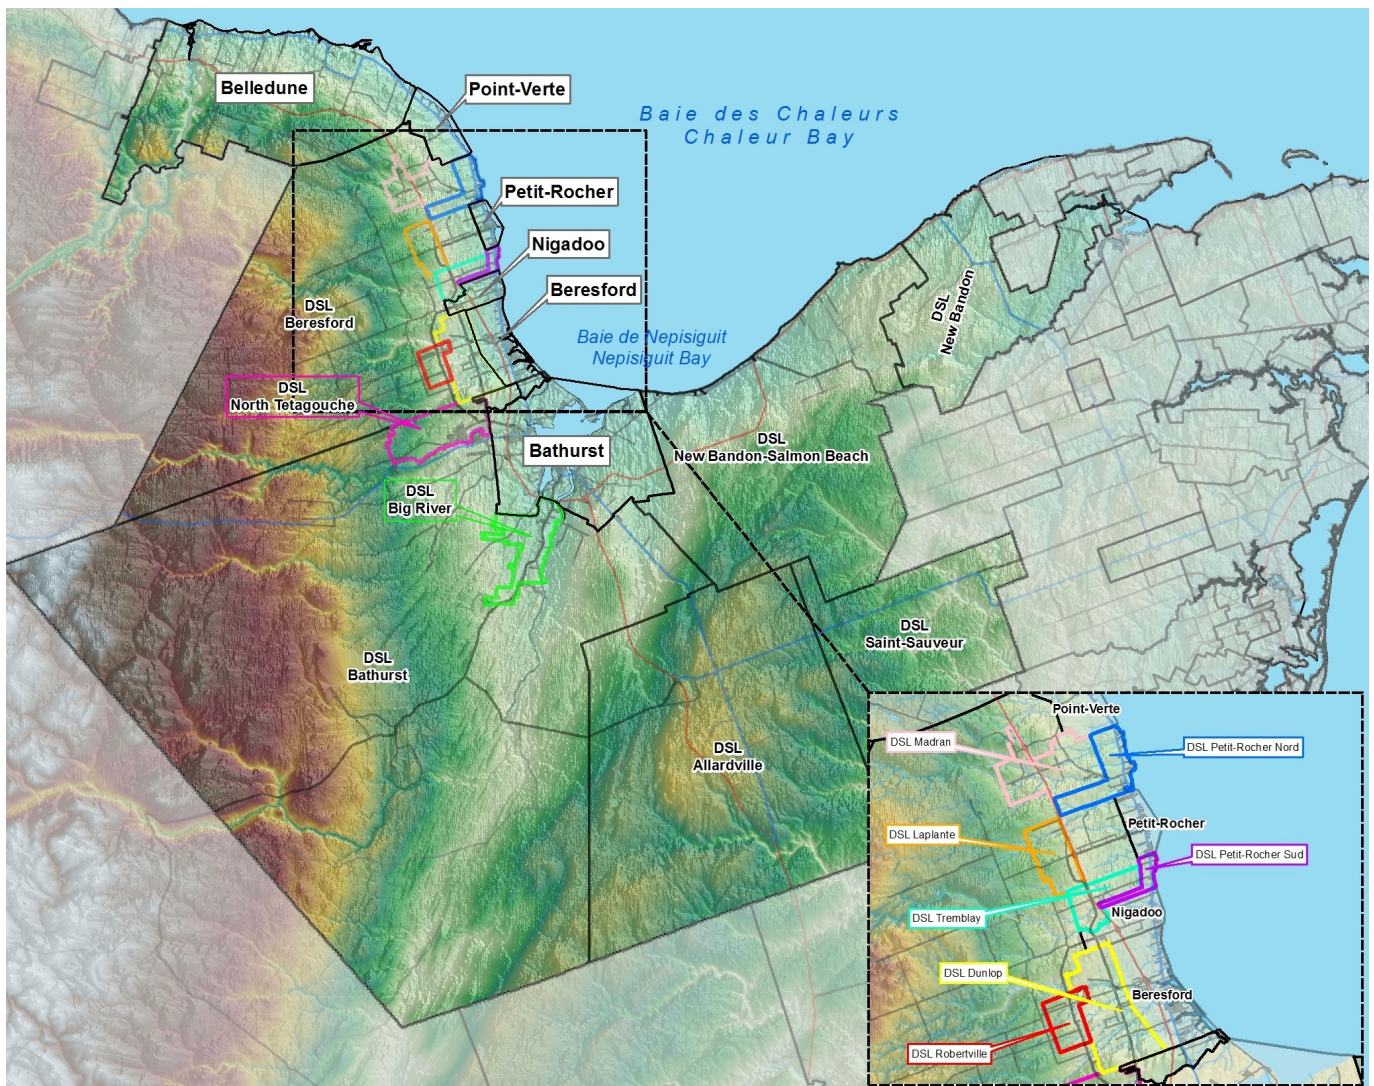 Belledune
Point-Verte
Baie des Chaleurs
Chaleur Bay
Petit-Rocher
Nigadoo
Beresford
DSL
Beresford
Baie de Nepisiguit
Nepisiguit Bay
DSL
New Bandon
DSL
North Tetagouche
Bathurst
DSL
New Bandon-Salmon Beach
DSL
Big River
DSL
Saint-Sauveur
DSL
Bathurst
DSL
Allardville
Point-Verte
DSL Madran
DSL Petit-Rocher Nord
Petit-Rocher
DSL Laplante
DSL Petit-Rocher Sud
DSL Tremblay
Nigadoo
DSL Dunlop
Beresford
DSL Robertville